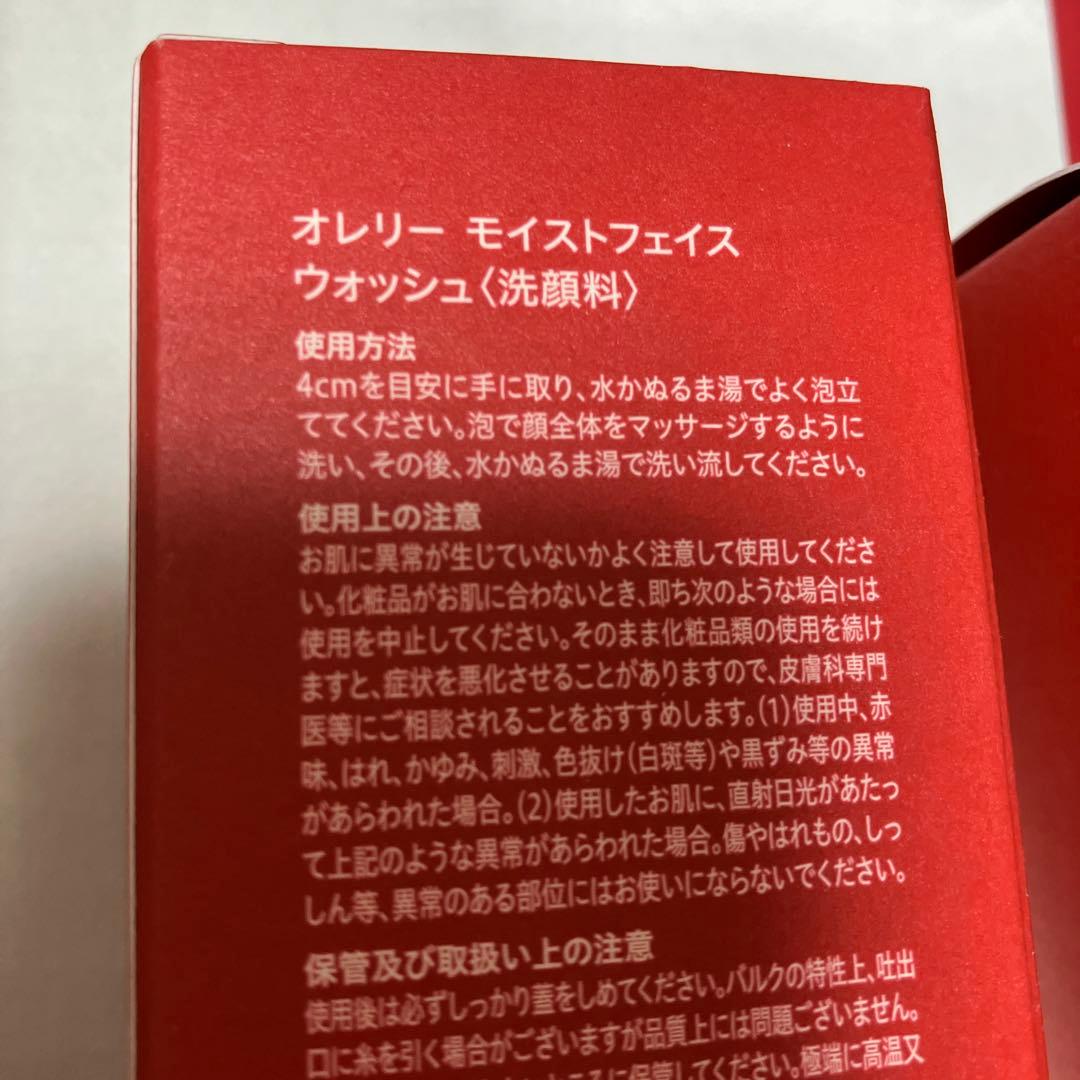 オレリー モイストフェイス
ウォッシュ〈洗顔料〉
使用方法
4cmを目安に手に取り、水かぬるま湯でよく泡立
ててください。泡で顔全体をマッサージするように
洗い、その後、水かぬるま湯で洗い流してください。
使用上の注意
お肌に異常が生じていないかよく注意して使用してくださ
い。化粧品がお肌に合わないとき、即ち次のような場合には
使用を中止してください。そのまま化粧品類の使用を続け
ますと、症状を悪化させることがありますので、皮膚科専門
医等にご相談されることをおすすめします。(1)使用中、赤
味、はれ、かゆみ、刺激、色抜け(白斑等)や黒ずみ等の異常
があらわれた場合。(2)使用したお肌に、直射日光があたっ
て上記のような異常があらわれた場合。傷やはれもの、しっ
しん等、異常のある部位にはお使いにならないでください。
保管及び取扱い上の注意
使用後は必ずしっかり蓋をしめてください。バルクの特性上、吐出
口に糸を引く場合がございますが品質上には問題ございません。
ところに保管してください。極端に高温又